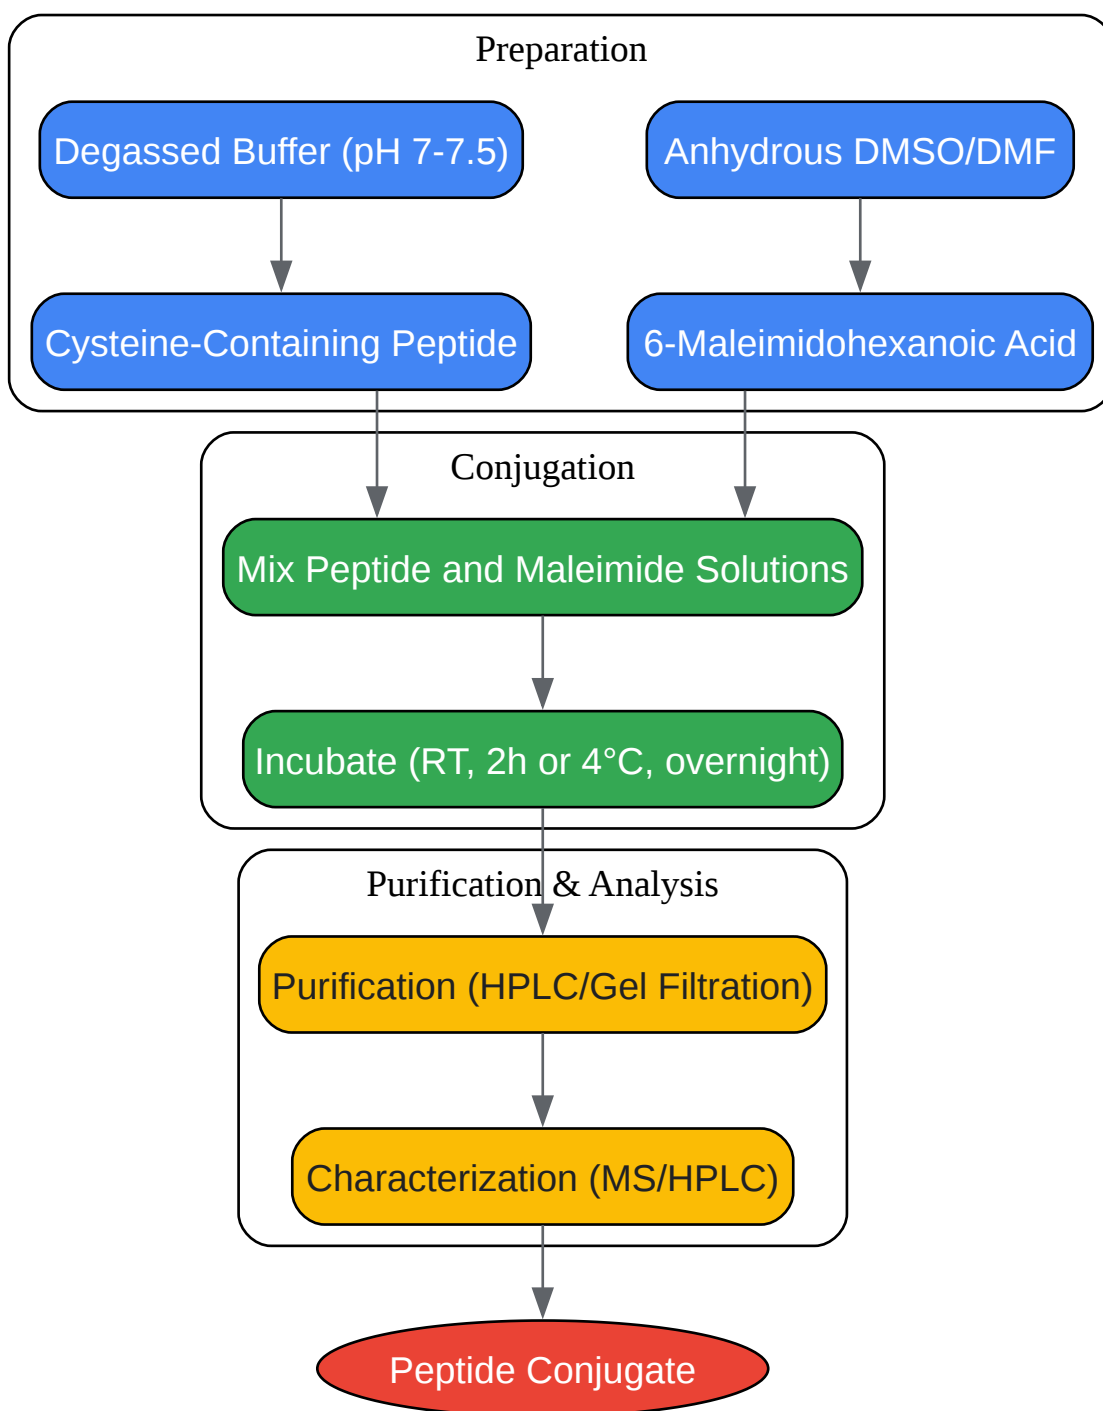 Preparation
Degassed Buffer (pH 7-7.5)
Anhydrous DMSO/DMF
Cysteine-Containing Peptide
6-Maleimidohexanoic Acid
Conjugation
Mix Peptide and Maleimide Solutions
Incubate (RT, 2h or 4°C, overnight)
Purification & Analysis
Purification (HPLC/Gel Filtration)
Characterization (MS/HPLC)
Peptide Conjugate